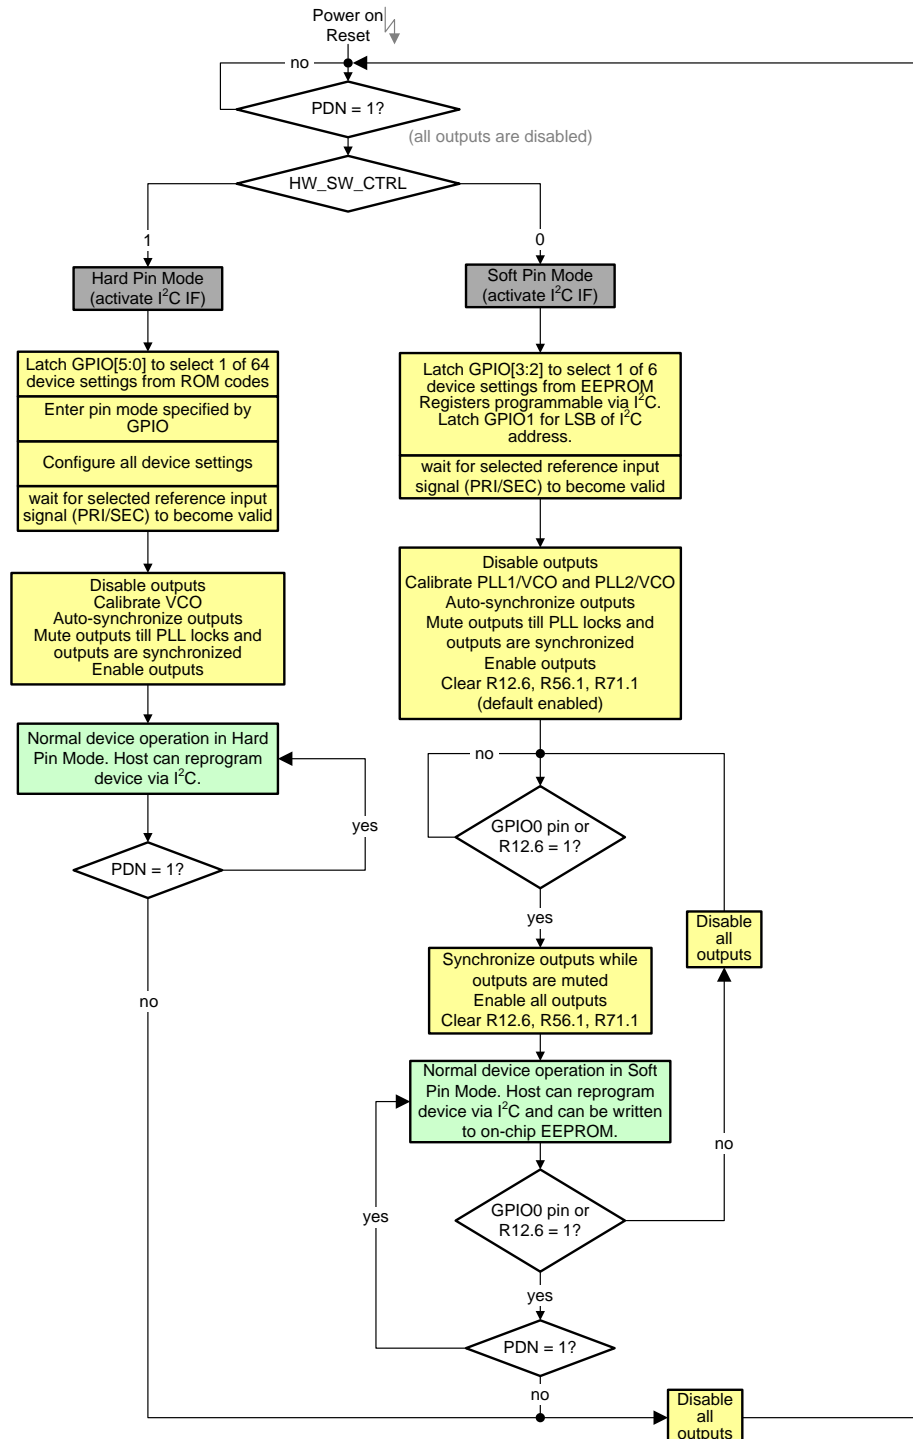 Power on
Reset
no
PDN = 1?
(all outputs are disabled)
HW_SW_CTRL
1
0
Hard Pin Mode
(activate I²C IF)
Soft Pin Mode
(activate I²C IF)
Latch GPIO[5:0] to select 1 of 64
device settings from ROM codes
Enter pin mode specified by
GPIO
Configure all device settings
wait for selected reference input
signal (PRI/SEC) to become valid
Latch GPIO[3:2] to select 1 of 6
device settings from EEPROM
Registers programmable via I²C.
Latch GPIO1 for LSB of I²C
address.
wait for selected reference input
signal (PRI/SEC) to become valid
Disable outputs
Calibrate VCO
Auto-synchronize outputs
Mute outputs till PLL locks and
outputs are synchronized
Enable outputs
Disable outputs
Calibrate PLL1/VCO and PLL2/VCO
Auto-synchronize outputs
Mute outputs till PLL locks and
outputs are synchronized
Enable outputs
Clear R12.6, R56.1, R71.1
(default enabled)
Normal device operation in Hard
Pin Mode. Host can reprogram
device via I²C.
yes
PDN = 1?
no
no
GPIO0 pin or
R12.6 = 1?
yes
Disable
all
outputs
Synchronize outputs while
outputs are muted
Enable all outputs
Clear R12.6, R56.1, R71.1
Normal device operation in Soft
Pin Mode. Host can reprogram
device via I²C and can be written
to on-chip EEPROM.
no
GPIO0 pin or
R12.6 = 1?
yes
yes
PDN = 1?
no
Disable
all
outputs